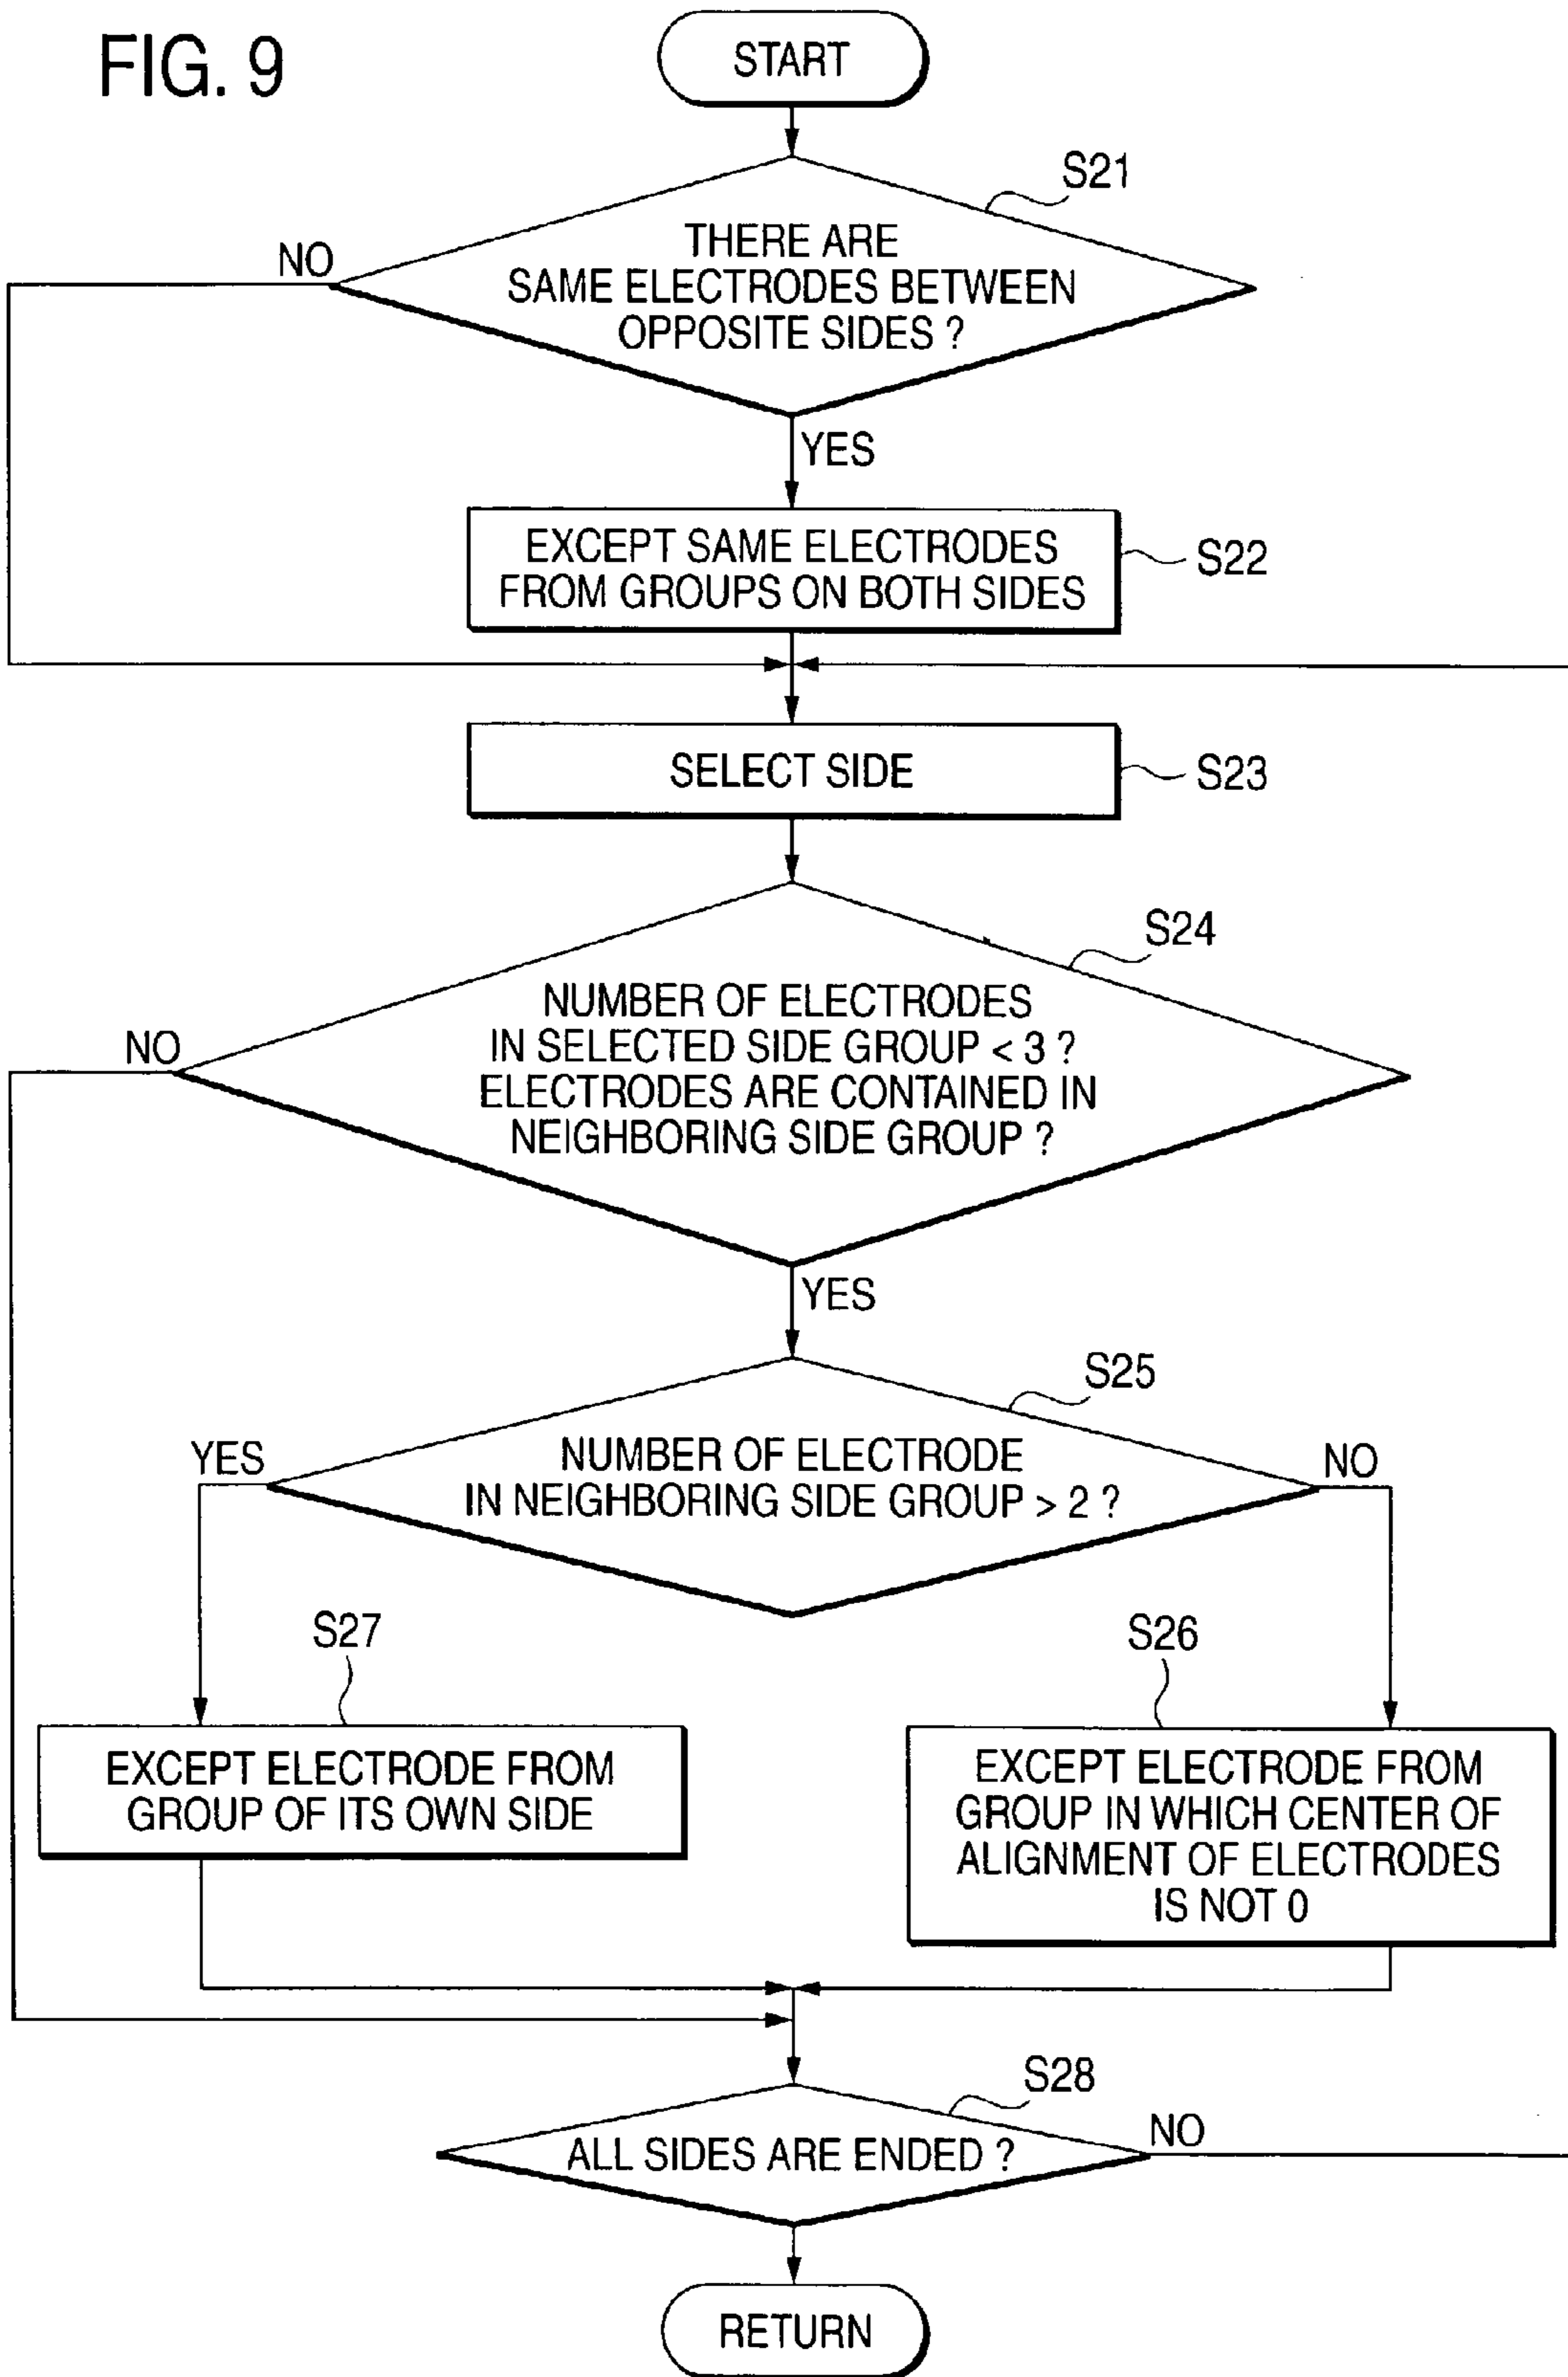 FIG. 9
START
S21
THERE ARE
SAME ELECTRODES BETWEEN
OPPOSITE SIDES ?
NO
YES
EXCEPT SAME ELECTRODES
FROM GROUPS ON BOTH SIDES
S22
SELECT SIDE
S23
S24
NUMBER OF ELECTRODES
IN SELECTED SIDE GROUP < 3 ?
ELECTRODES ARE CONTAINED IN
NEIGHBORING SIDE GROUP ?
NO
YES
S25
NUMBER OF ELECTRODE
IN NEIGHBORING SIDE GROUP > 2 ?
YES
NO
S27
EXCEPT ELECTRODE FROM
GROUP OF ITS OWN SIDE
S26
EXCEPT ELECTRODE FROM
GROUP IN WHICH CENTER OF
ALIGNMENT OF ELECTRODES
IS NOT 0
S28
ALL SIDES ARE ENDED ?
NO
RETURN